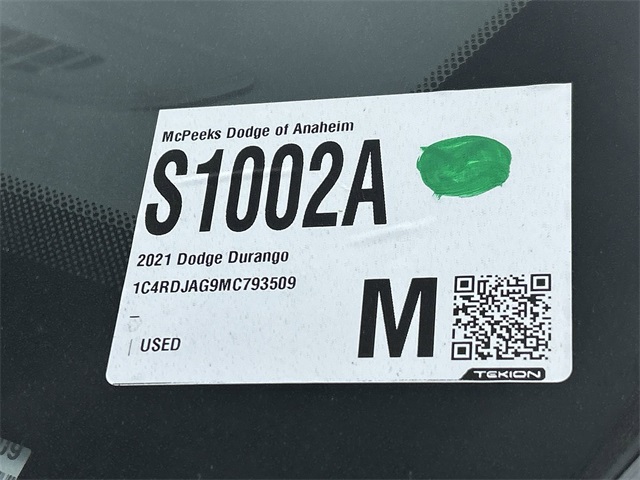 McPeeks Dodge of Anaheim
S1002A
2021 Dodge Durango
1C4RDJAG9MC793509
USED
M
TEKION